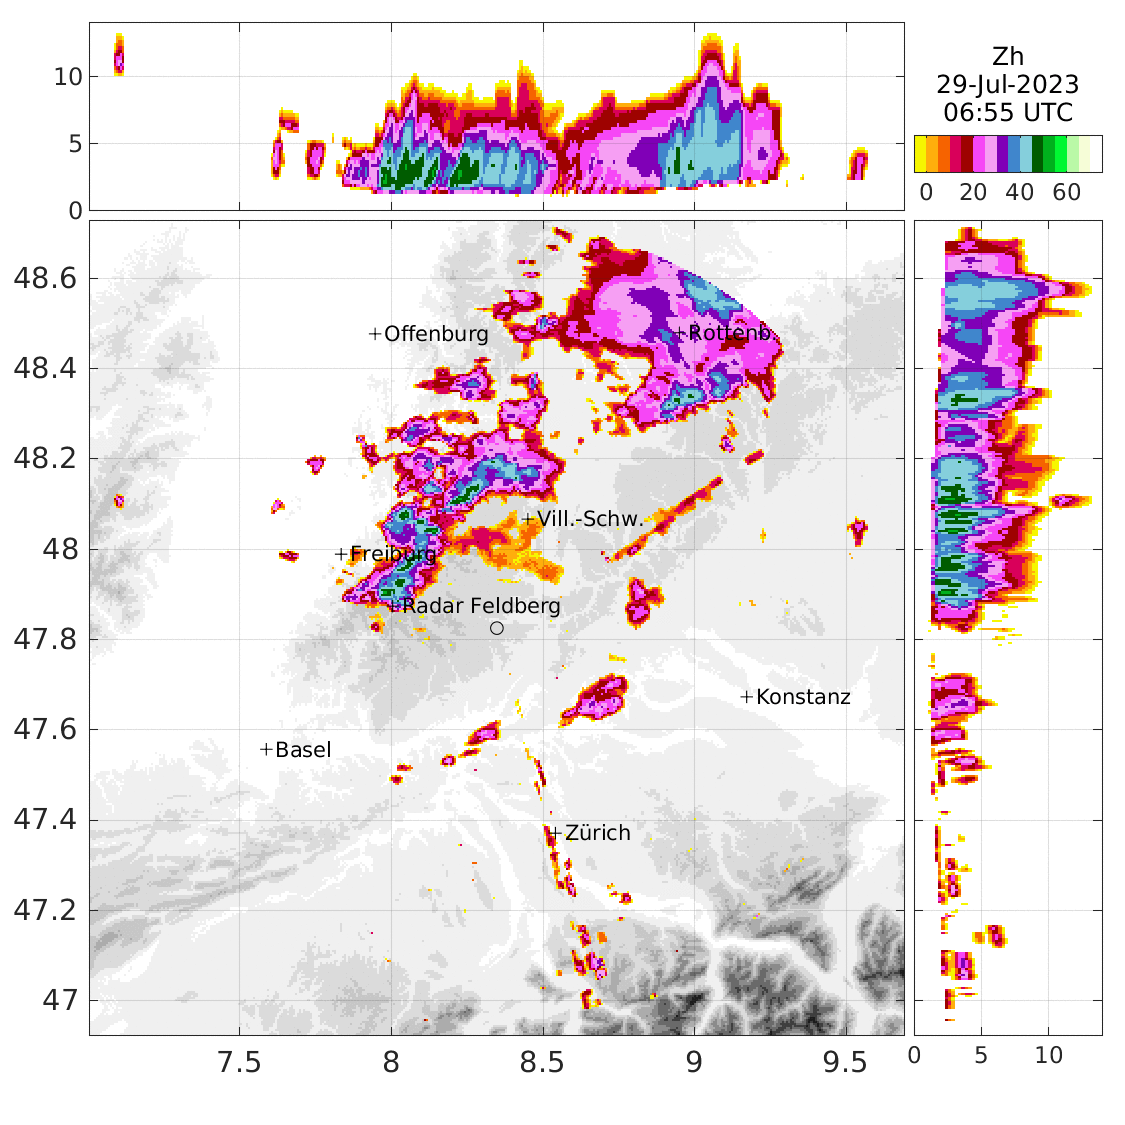 10
5
0
Zh
29-Jul-2023
06:55 UTC
0 20 40 60
48.6
48.4
48.2
48
47.8
47.6
47.4
47.2
47
+Offenburg
+Rottenb.
+Vill.-Schw.
+Freiburg
Radar Feldberg
+Konstanz
+Basel
+Zürich
7.5 8 8.5 9 9.5
0 5 10